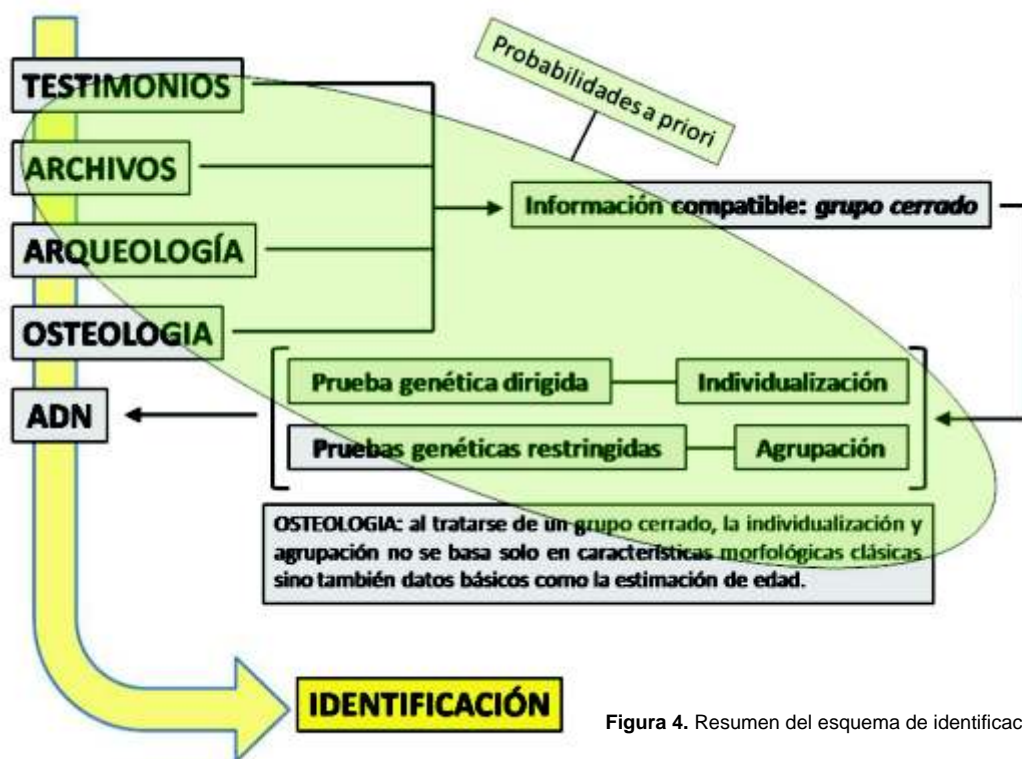 Probabilidades a priori
TESTIMONIOS
ARCHIVOS
Información compatible: grupo cerrado
ARQUEOLOGÍA
OSTEOLOGIA
Prueba genética dirigida
Individualización
ADN
Pruebas genéticas restringidas
Agrupación
OSTEOLOGIA: al tratarse de un grupo cerrado, la individualización y
agrupación no se basa solo en características morfológicas clásicas
sino también datos básicos como la estimación de edad.
IDENTIFICACIÓN
Figura 4. Resumen del esquema de identificac